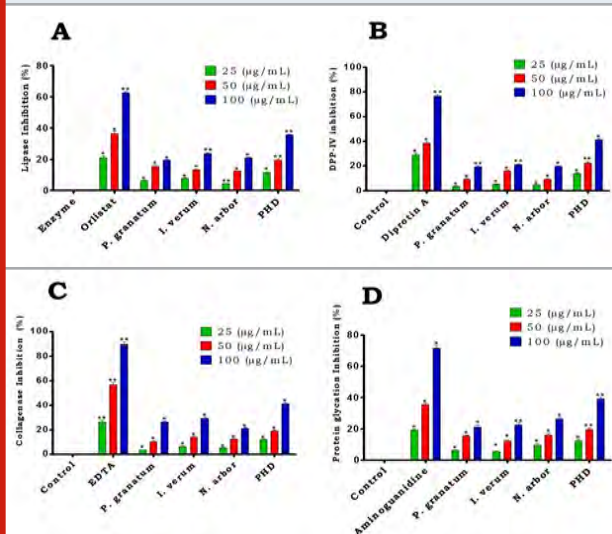 A
Lipase Inhibition (%)
80
60
40
20
0
25 (µg/mL)
50 (µg/mL)
100 (µg/mL)
Enzyme
Orlistat
P. granatum
I. verum
N. arbor
PHD
B
DPP-IV inhibition (%)
100
80
60
40
20
0
25 (µg/mL)
50 (µg/mL)
100 (µg/mL)
Control
Diprotin A
P. granatum
I. verum
N. arbor
PHD
C
Collagenase Inhibition (%)
100
80
60
40
20
0
25 (µg/mL)
50 (µg/mL)
100 (µg/mL)
Control
EDTA
P. granatum
I. verum
N. arbor
PHD
D
Protein glycation Inhibition (%)
80
60
40
20
0
25 (µg/mL)
50 (µg/mL)
100 (µg/mL)
Control
Aminoguanidine
P. granatum
I. verum
N. arbor
PHD